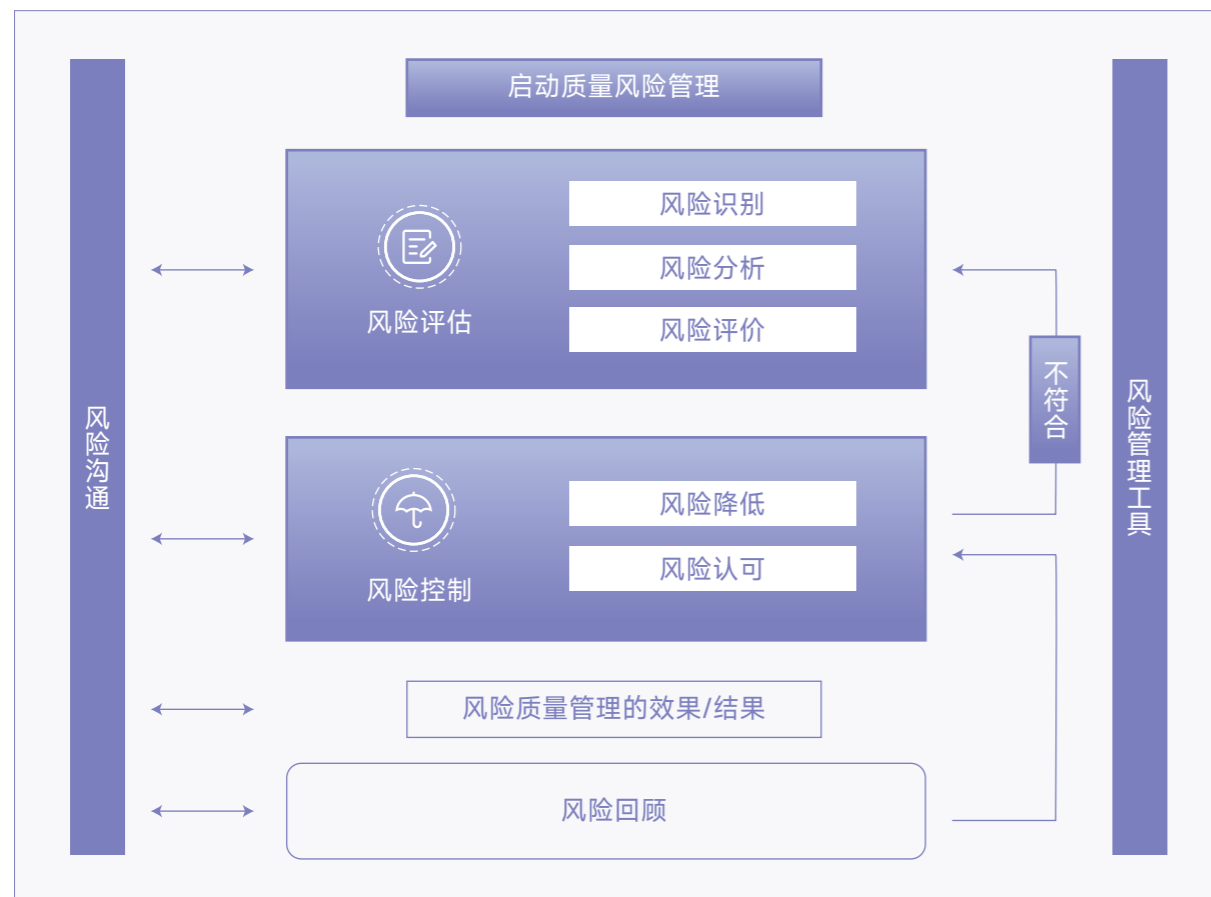 启动质量风险管理
风险沟通
风险评估
风险识别
风险分析
风险评价
不符合
风险管理工具
风险控制
风险降低
风险认可
风险质量管理的效果/结果
风险回顾